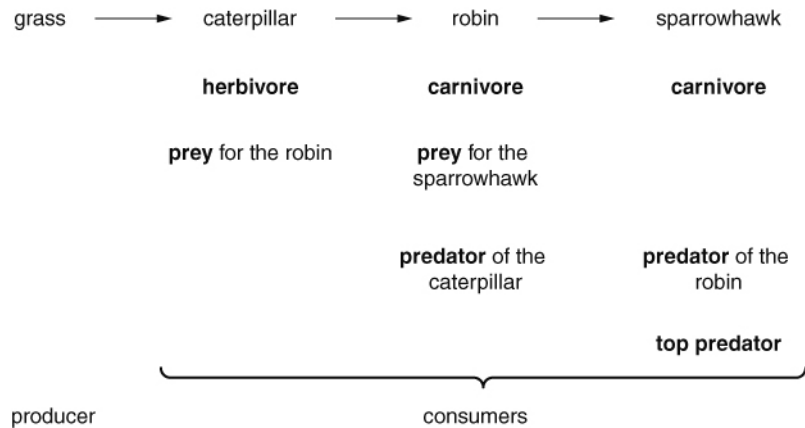 grass caterpillar robin sparrowhawk
herbivore carnivore carnivore
prey for the robin prey for the
sparrowhawk
predator of the predator of the
caterpillar robin
top predator
producer consumers